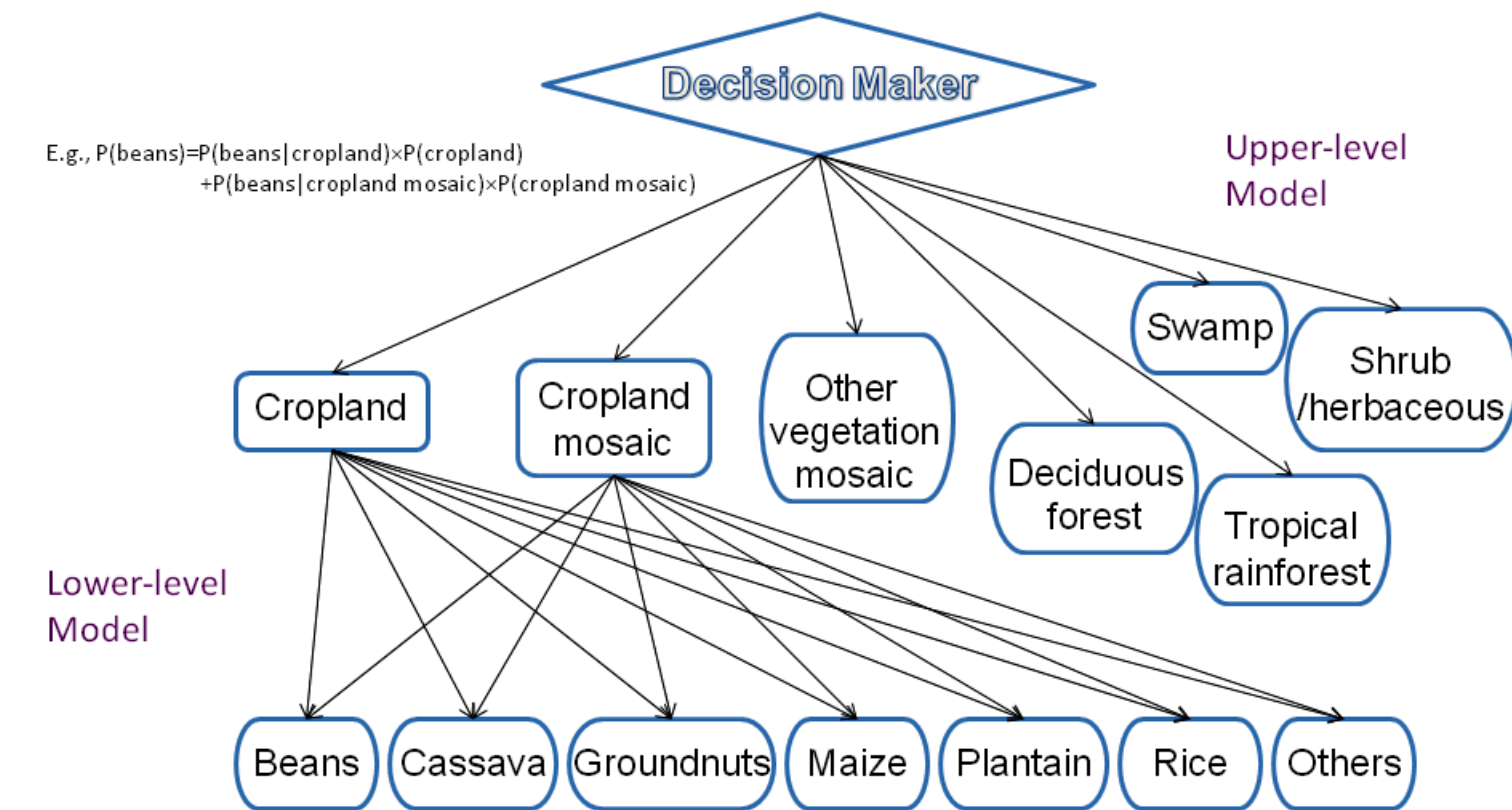 Decision Maker
E.g., P(beans)=P(beans|cropland)×P(cropland)
+P(beans|cropland mosaic)×P(cropland mosaic)
Upper-level
Model
Cropland
Cropland
mosaic
Other
vegetation
mosaic
Deciduous
forest
Tropical
rainforest
Swamp
Shrub
/herbaceous
Lower-level
Model
Beans
Cassava
Groundnuts
Maize
Plantain
Rice
Others